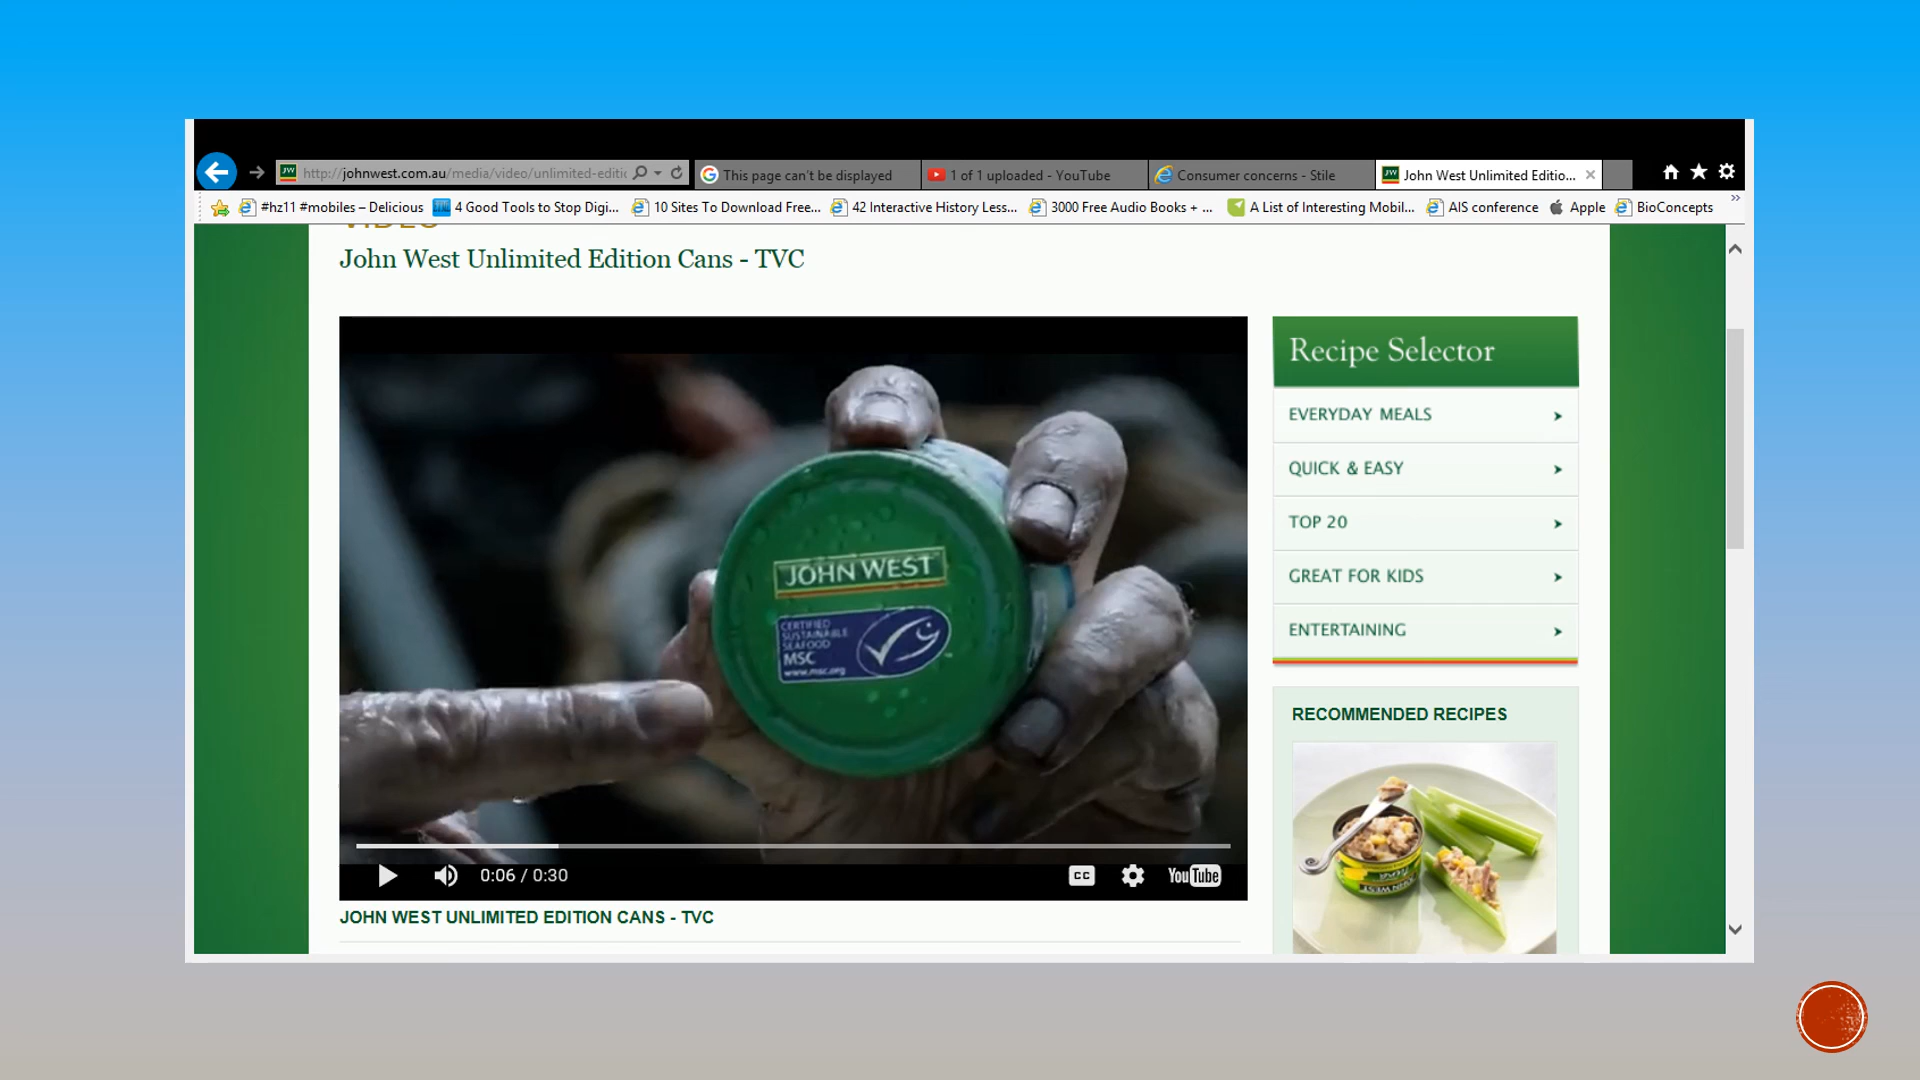 http://johnwest.com.au/media/video/unlimited-editic
This page can't be displayed
1 of 1 uploaded - YouTube
Consumer concerns - Stile
John West Unlimited Editio...
#hz11 #mobiles – Delicious
4 Good Tools to Stop Digi...
10 Sites To Download Free...
42 Interactive History Less...
3000 Free Audio Books + ...
A List of Interesting Mobil...
AIS conference
Apple
BioConcepts
VIDEO
John West Unlimited Edition Cans - TVC
JOHN WEST
CERTIFIED
SUSTAINABLE
SEAFOOD
MSC
www.msc.org
0:06 / 0:30
CC
YouTube
JOHN WEST UNLIMITED EDITION CANS - TVC
Recipe Selector
EVERYDAY MEALS
QUICK & EASY
TOP 20
GREAT FOR KIDS
ENTERTAINING
RECOMMENDED RECIPES
JOHN WEST